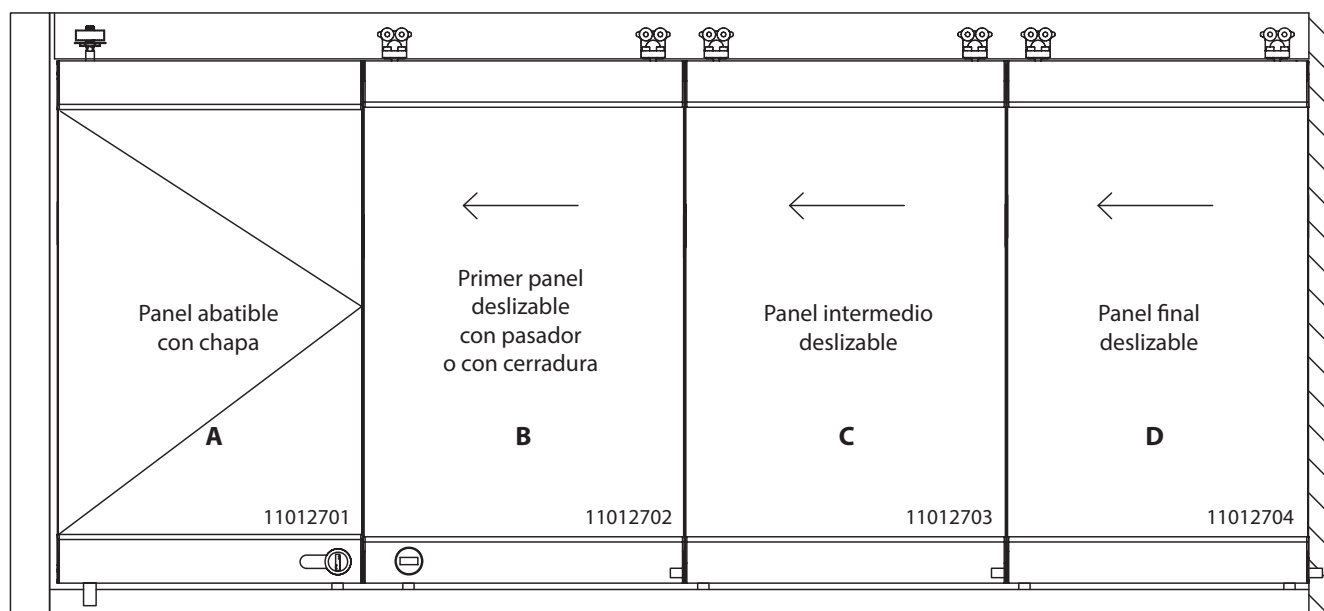 Panel abatible
con chapa
A
11012701
Primer panel
deslizable
con pasador
o con cerradura
B
11012702
Panel intermedio
deslizable
C
11012703
Panel final
deslizable
D
11012704